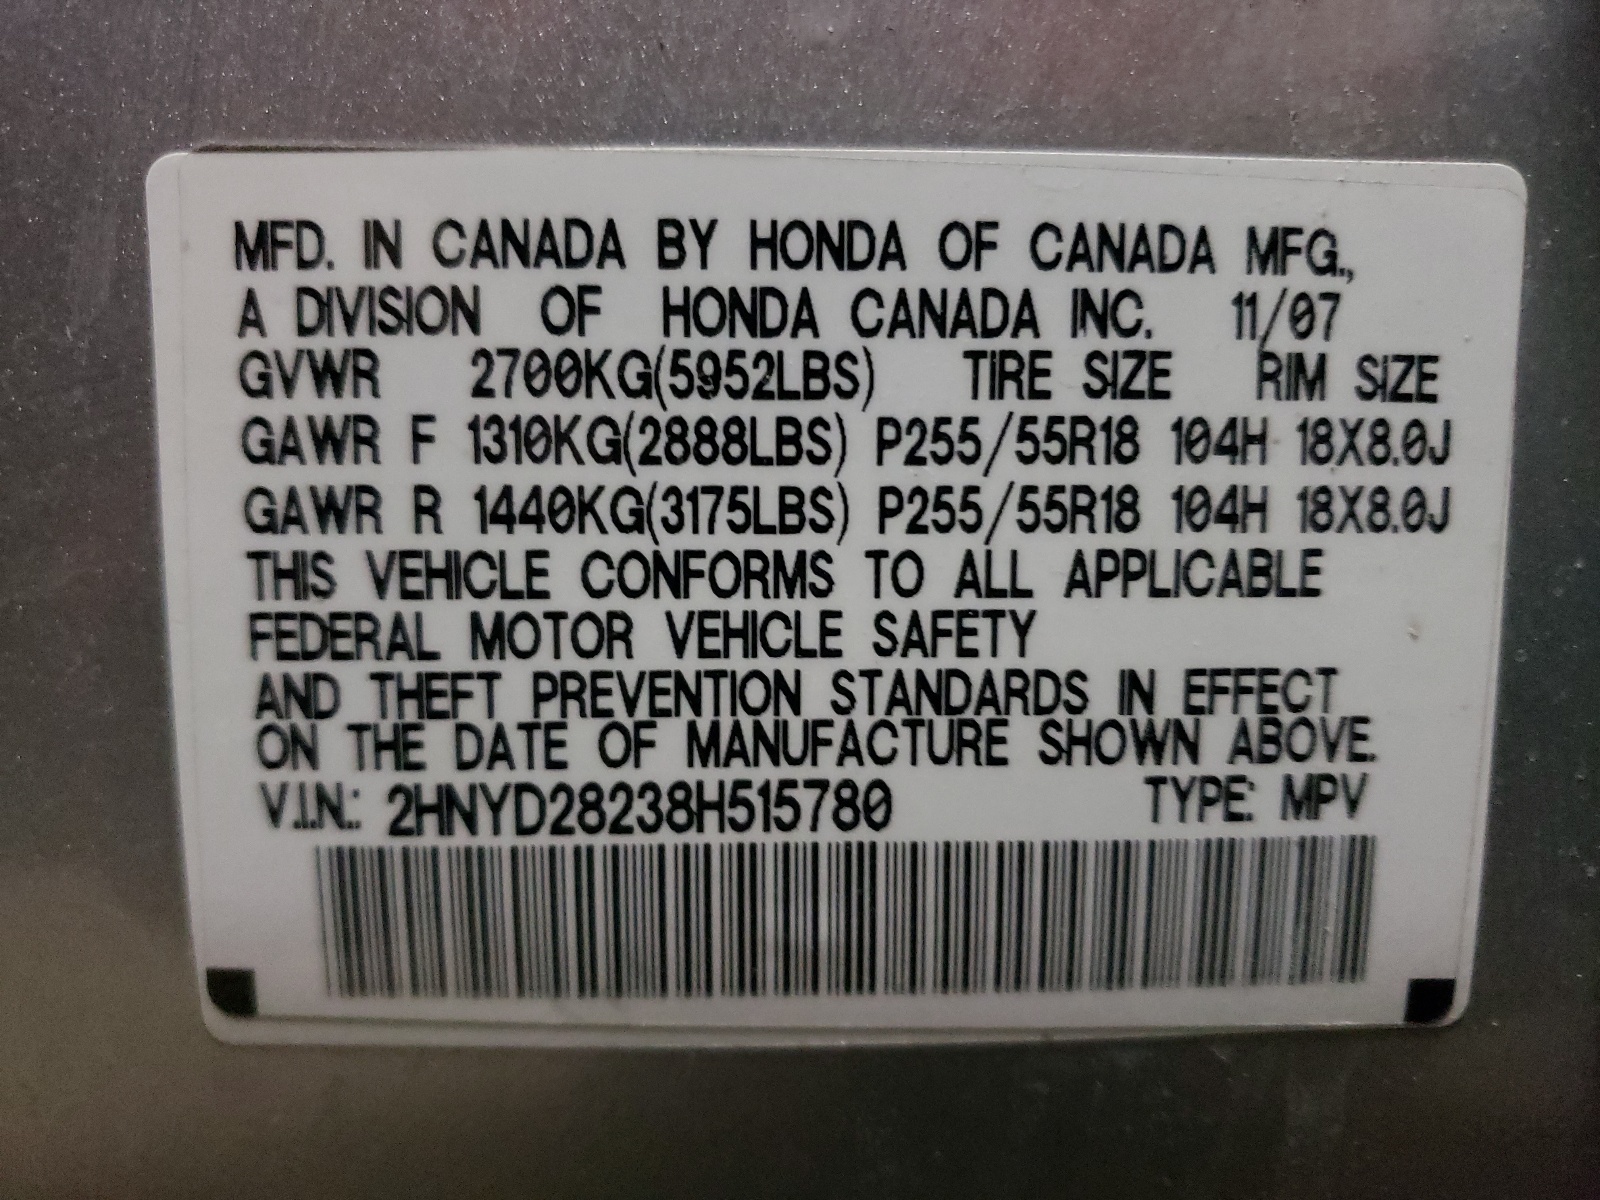 MFD. IN CANADA BY HONDA OF CANADA MFG.,
A DIVISION OF HONDA CANADA INC. 11/07
GVWR 2700KG(5952LBS) TIRE SIZE RIM SIZE
GAWR F 1310KG(2888LBS) P255/55R18 104H 18X8.0J
GAWR R 1440KG(3175LBS) P255/55R18 104H 18X8.0J
THIS VEHICLE CONFORMS TO ALL APPLICABLE
FEDERAL MOTOR VEHICLE SAFETY
AND THEFT PREVENTION STANDARDS IN EFFECT
ON THE DATE OF MANUFACTURE SHOWN ABOVE.
V.I.N.: 2HNYD28238H515780 TYPE: MPV